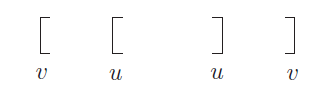 [ [ ] ]
v u u v